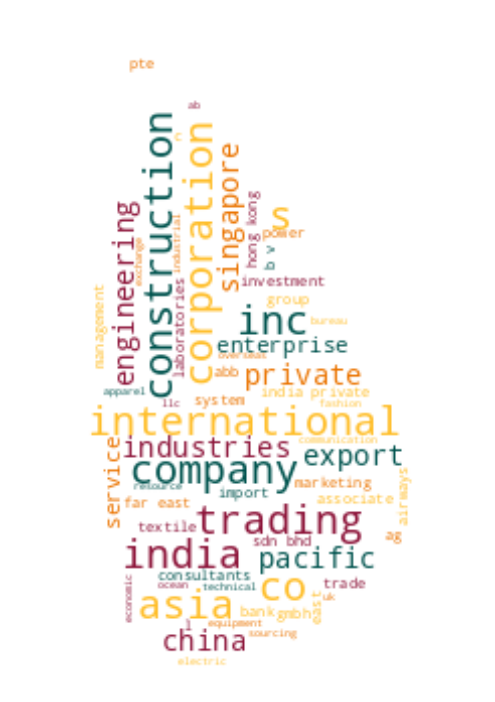 pte
ab
c
construction
corporation
singapore
engineering
exchange
industrial
hong kong
s
power
b v
investment
laboratories
management
group
inc
bureau
enterprise
overseas
abb
private
apparel
india private
llc
system
fashion
international
communication
industries
service
company
export
resource
import
marketing
associate
airways
far east
trading
textile
ag
sdn bhd
india
pacific
consultants
economic
ocean
technical
co
trade
asia
east
uk
bank
gmbh
l
equipment
sourcing
china
electric